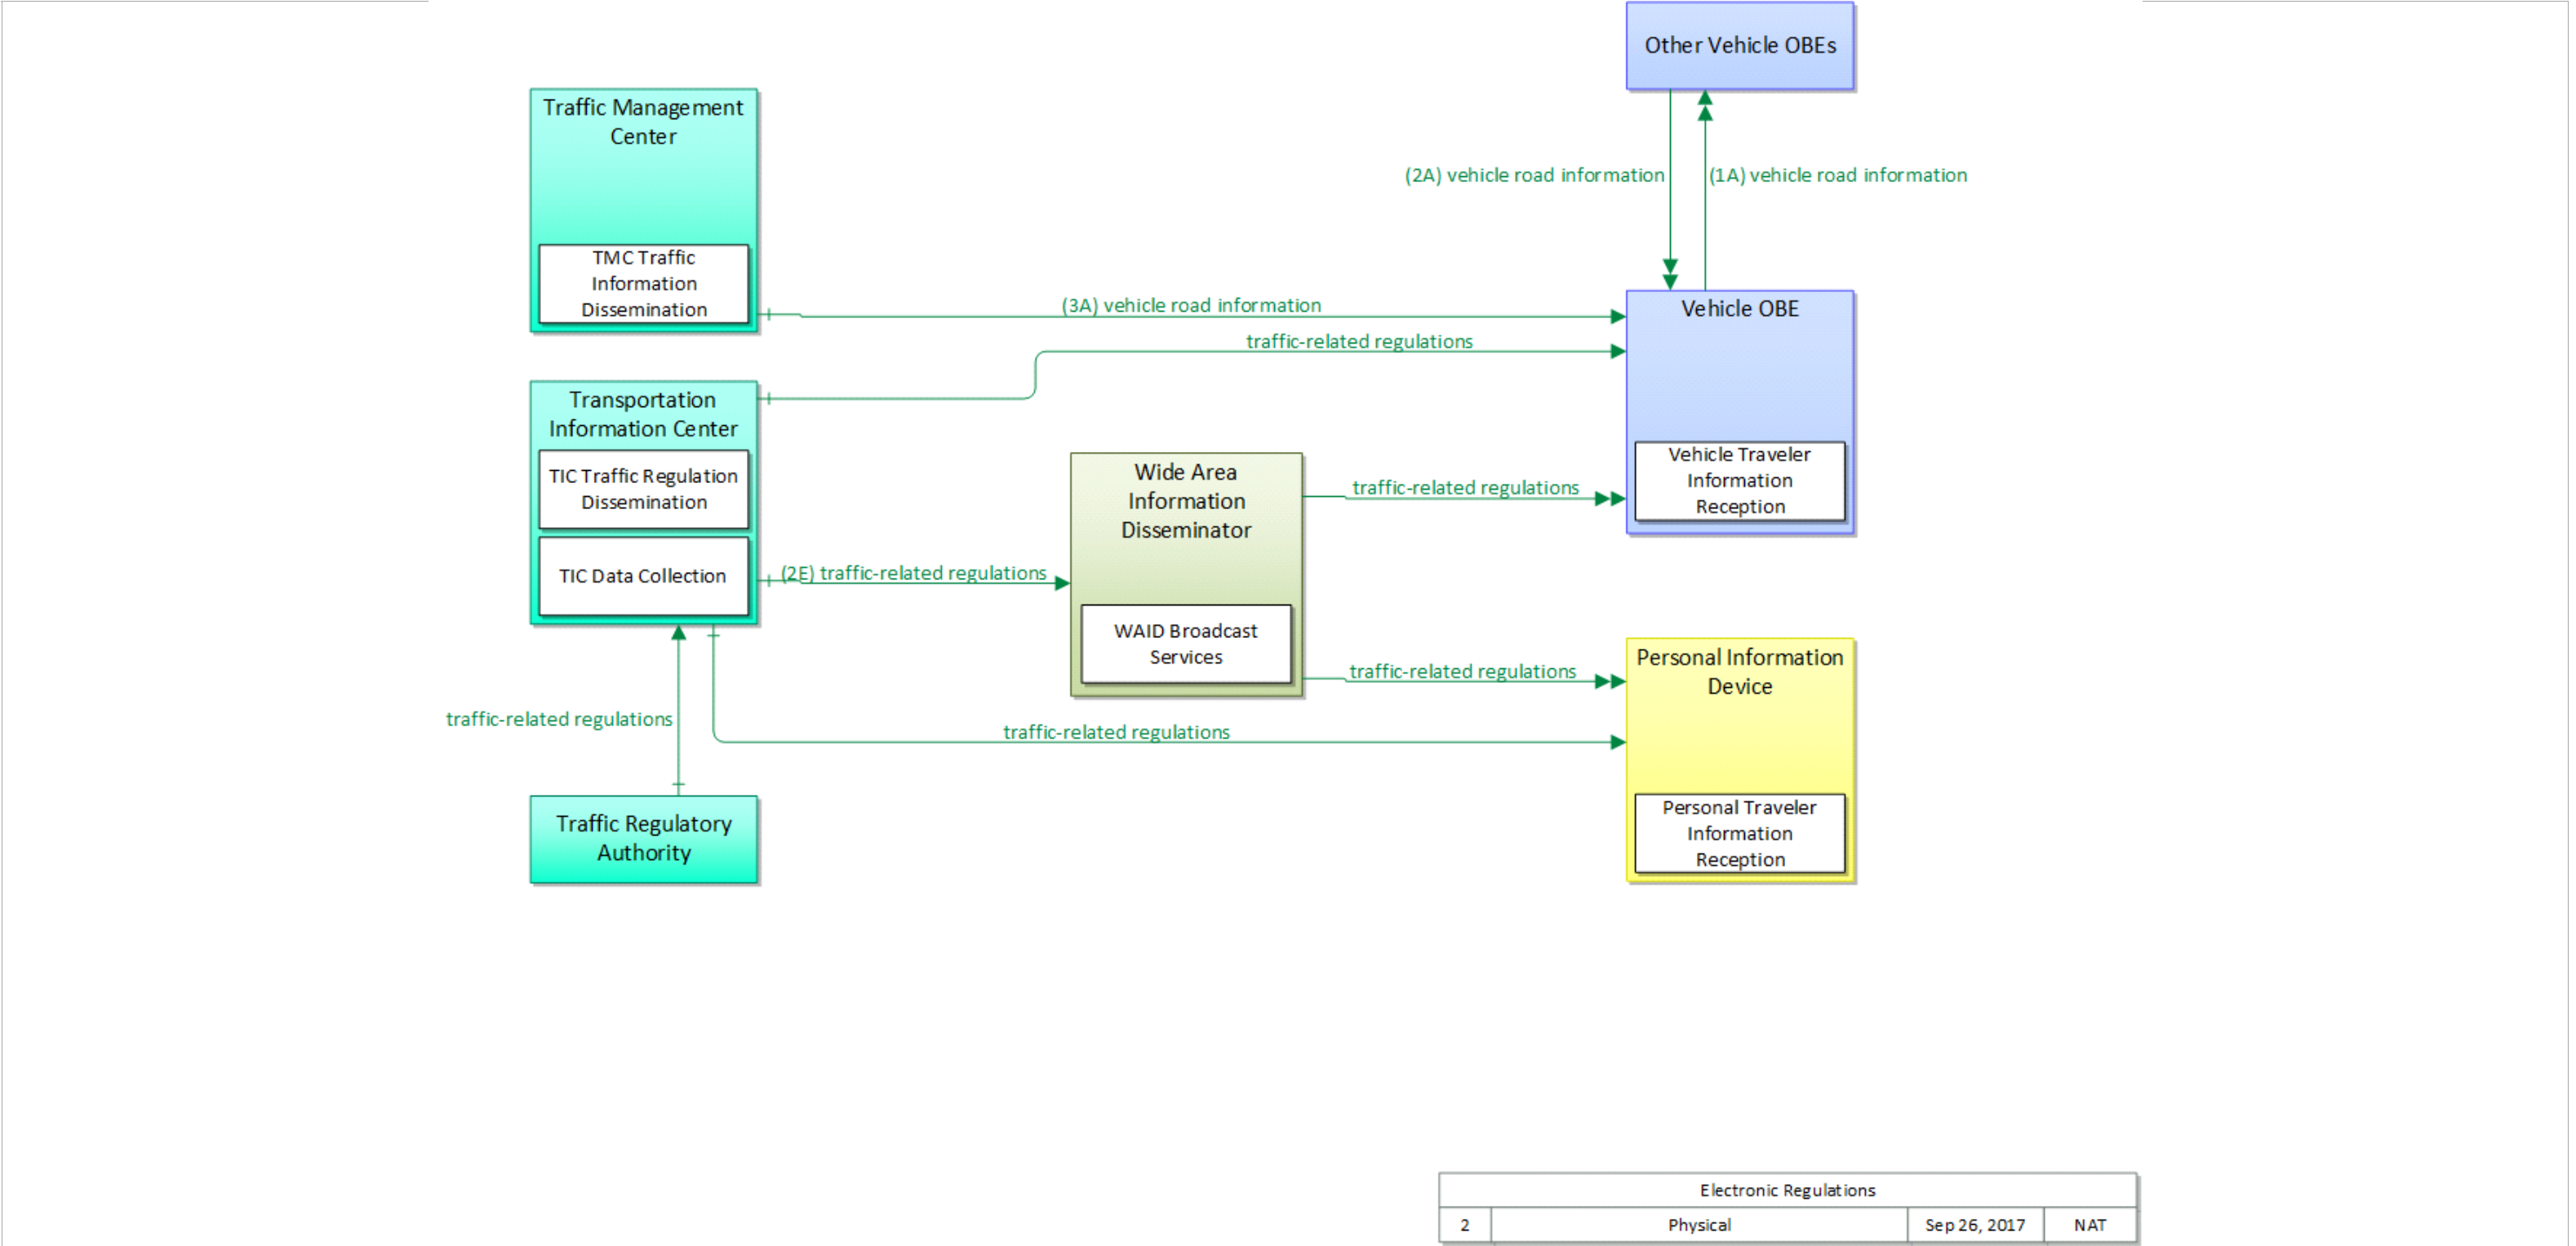 Other Vehicle OBEs
Traffic Management
Center
(2A) vehicle road information
(1A) vehicle road information
TMC Traffic
Information
Dissemination
(3A) vehicle road information
Vehicle OBE
traffic-related regulations
Transportation
Information Center
TIC Traffic Regulation
Dissemination
TIC Data Collection
Wide Area
Information
Disseminator
traffic-related regulations
Vehicle Traveler
Information
Reception
(2E) traffic-related regulations
WAID Broadcast
Services
traffic-related regulations
Personal Information
Device
traffic-related regulations
traffic-related regulations
Traffic Regulatory
Authority
Personal Traveler
Information
Reception
Electronic Regulations
2
Physical
Sep 26, 2017
NAT